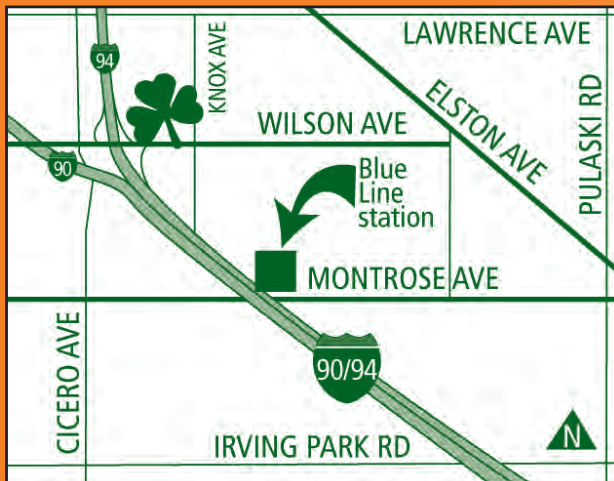 LAWRENCE AVE
94
KNOX AVE
ELSTON AVE
PULASKI RD
WILSON AVE
90
Blue
Line
station
MONTROSE AVE
CICERO AVE
90/94
N
IRVING PARK RD